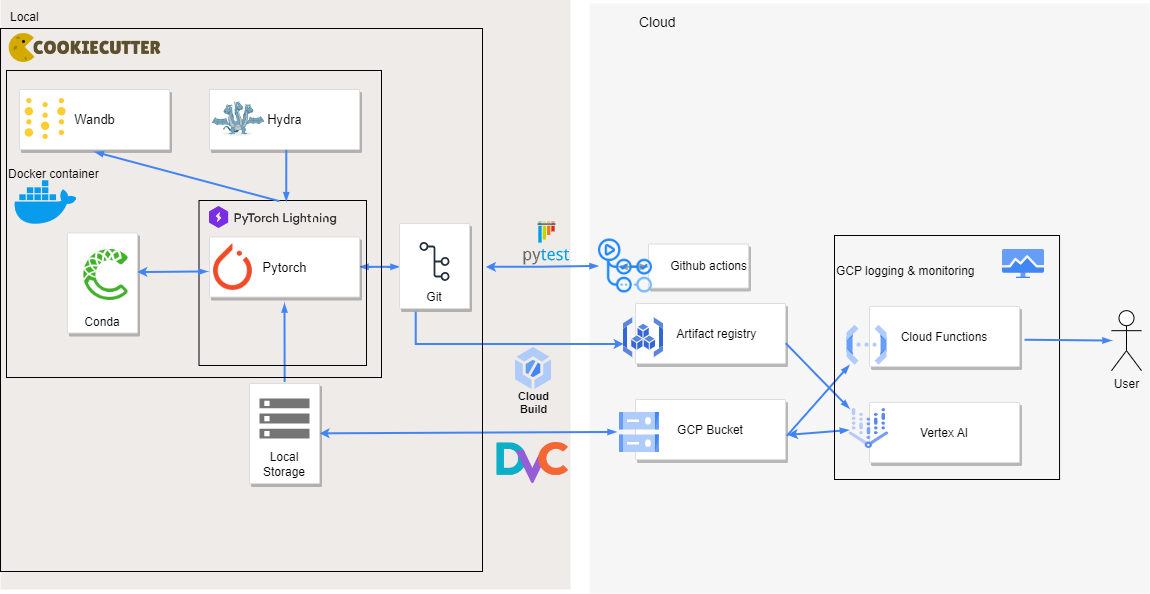 Local
Cloud
COOKIECUTTER
Wandb
Hydra
Docker container
PyTorch Lightning
Pytorch
Conda
Git
pytest
Github actions
GCP logging & monitoring
Artifact registry
Cloud Functions
Cloud
Build
User
GCP Bucket
Vertex AI
DVC
Local
Storage